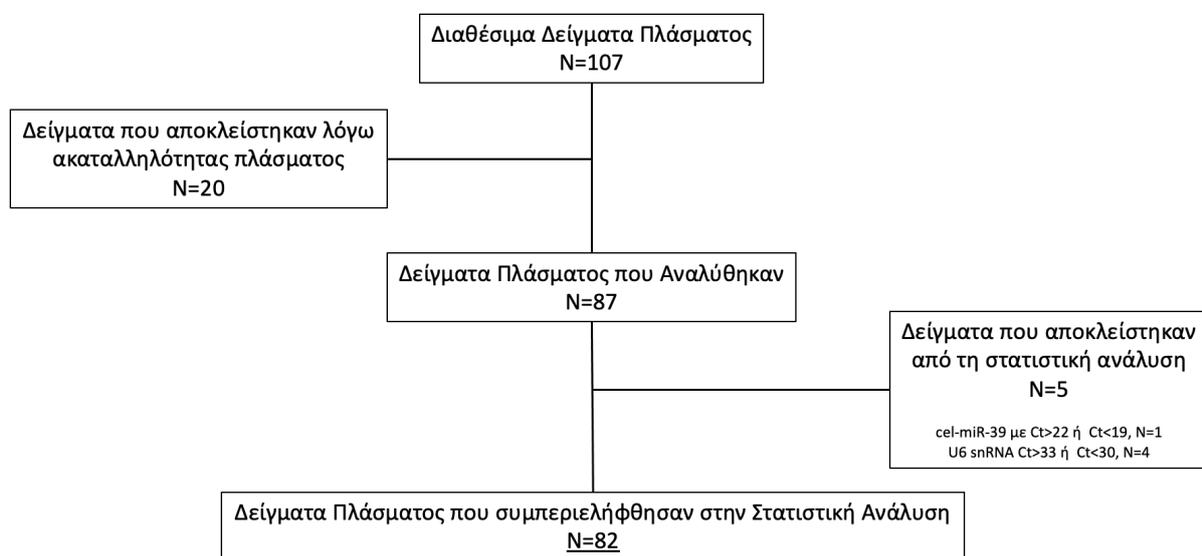 Διαθέσιμα Δείγματα Πλάσματος
N=107
Δείγματα που αποκλείστηκαν λόγω
ακαταλληλότητας πλάσματος
N=20
Δείγματα Πλάσματος που Αναλύθηκαν
N=87
Δείγματα που αποκλείστηκαν
από τη στατιστική ανάλυση
N=5
cel-miR-39 με Ct>22 ή Ct<19, N=1
U6 snRNA Ct>33 ή Ct<30, N=4
Δείγματα Πλάσματος που συμπεριελήφθησαν στην Στατιστική Ανάλυση
N=82